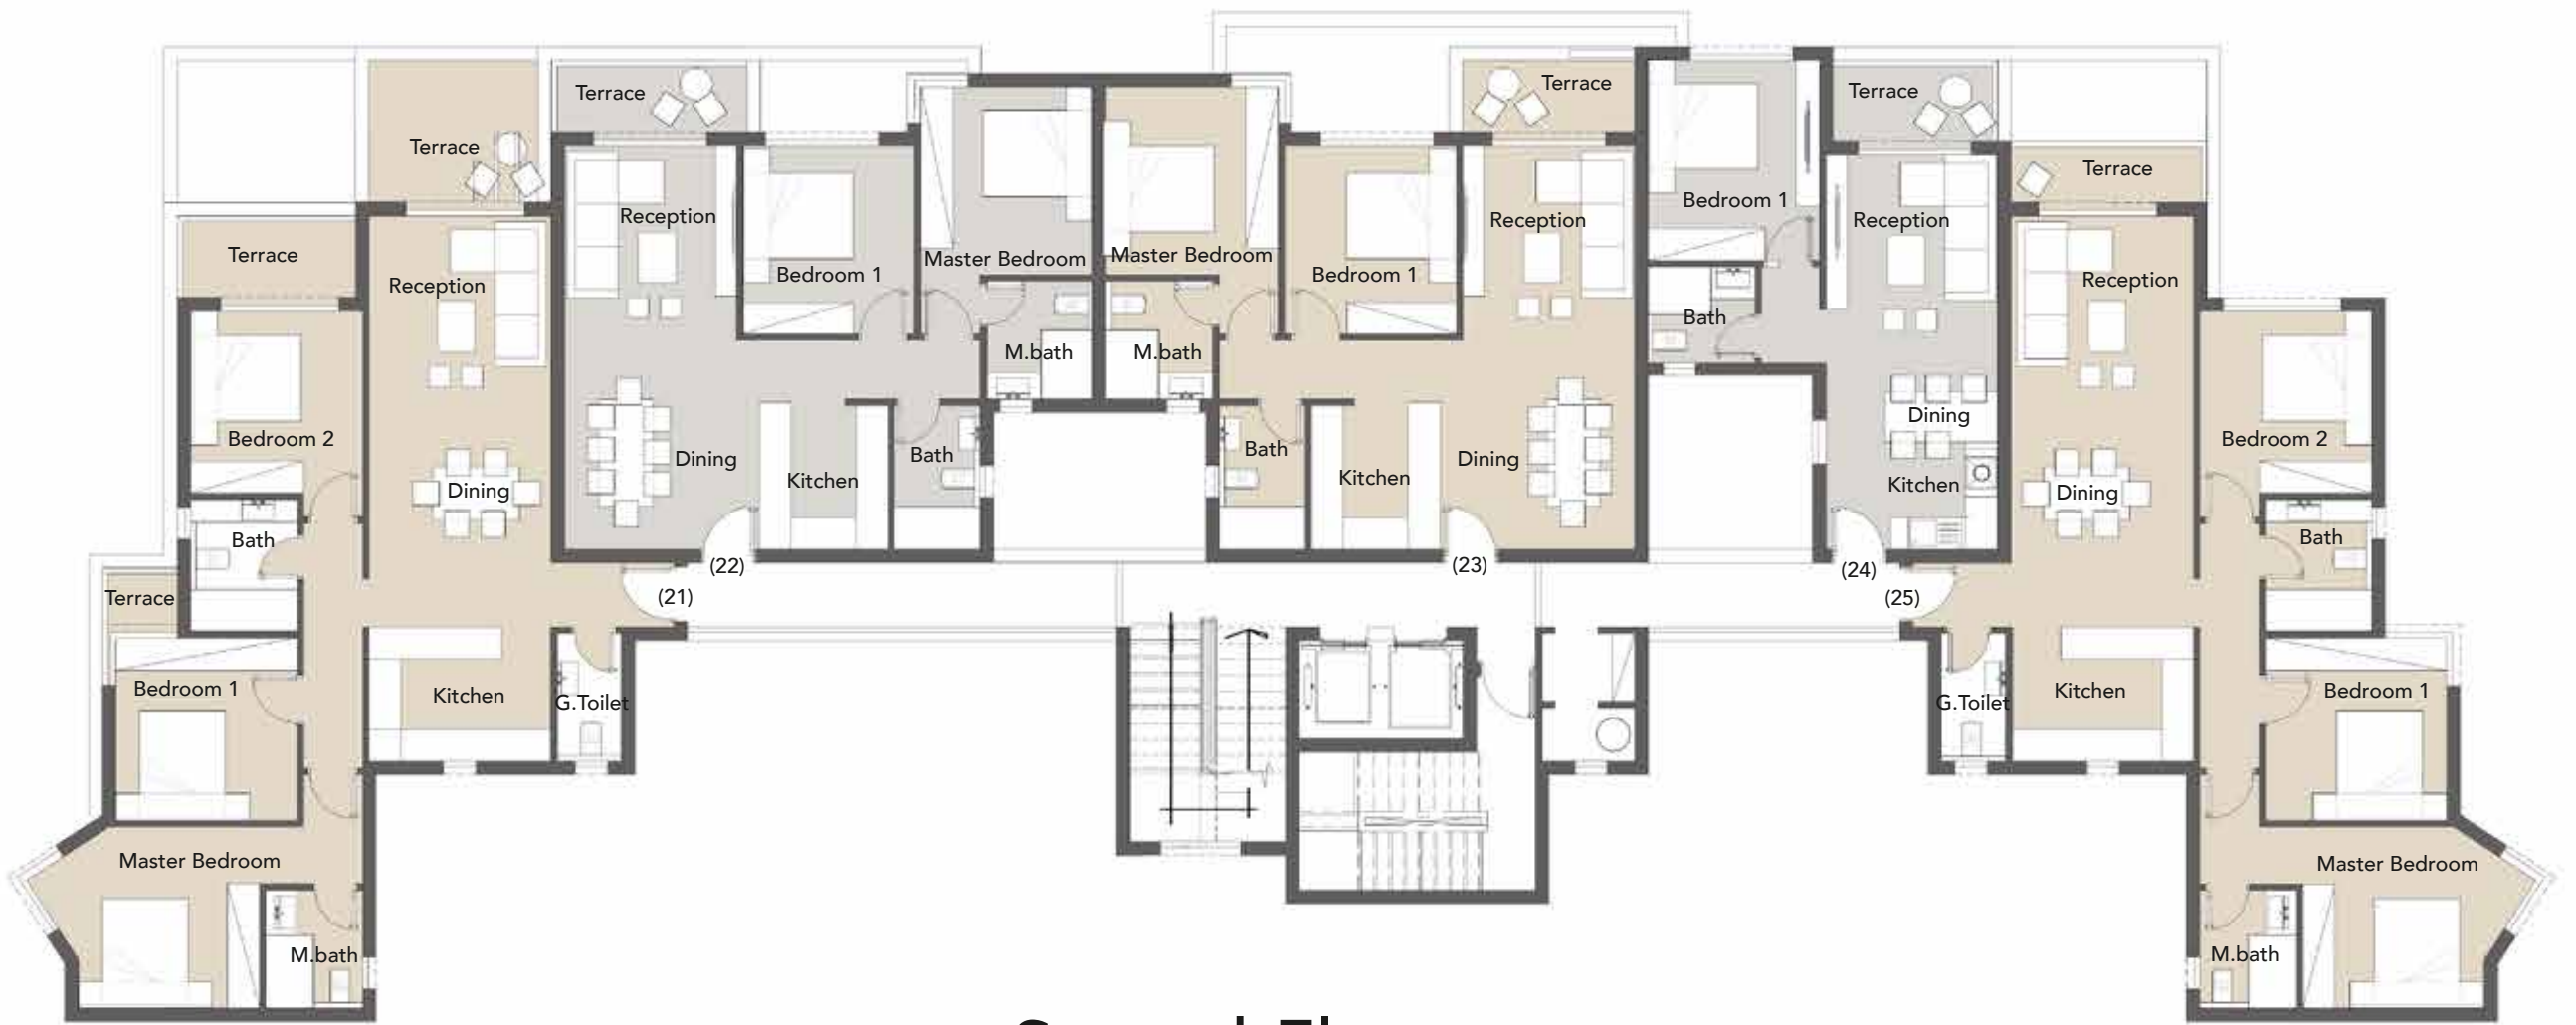 Terrace
Terrace
Reception
Dining
Bedroom 2
Bath
Terrace
Bedroom 1
Kitchen
G.Toilet
Master Bedroom
M.bath
(21)
Terrace
Reception
Bedroom 1
Master Bedroom
M.bath
Dining
Kitchen
Bath
(22)
Master Bedroom
Bedroom 1
Reception
Terrace
M.bath
Bath
Kitchen
Dining
(23)
Bedroom 1
Terrace
Reception
Bath
Dining
Kitchen
(24)
Terrace
Reception
Bedroom 2
Dining
Bath
(25)
G.Toilet
Kitchen
Bedroom 1
Master Bedroom
M.bath